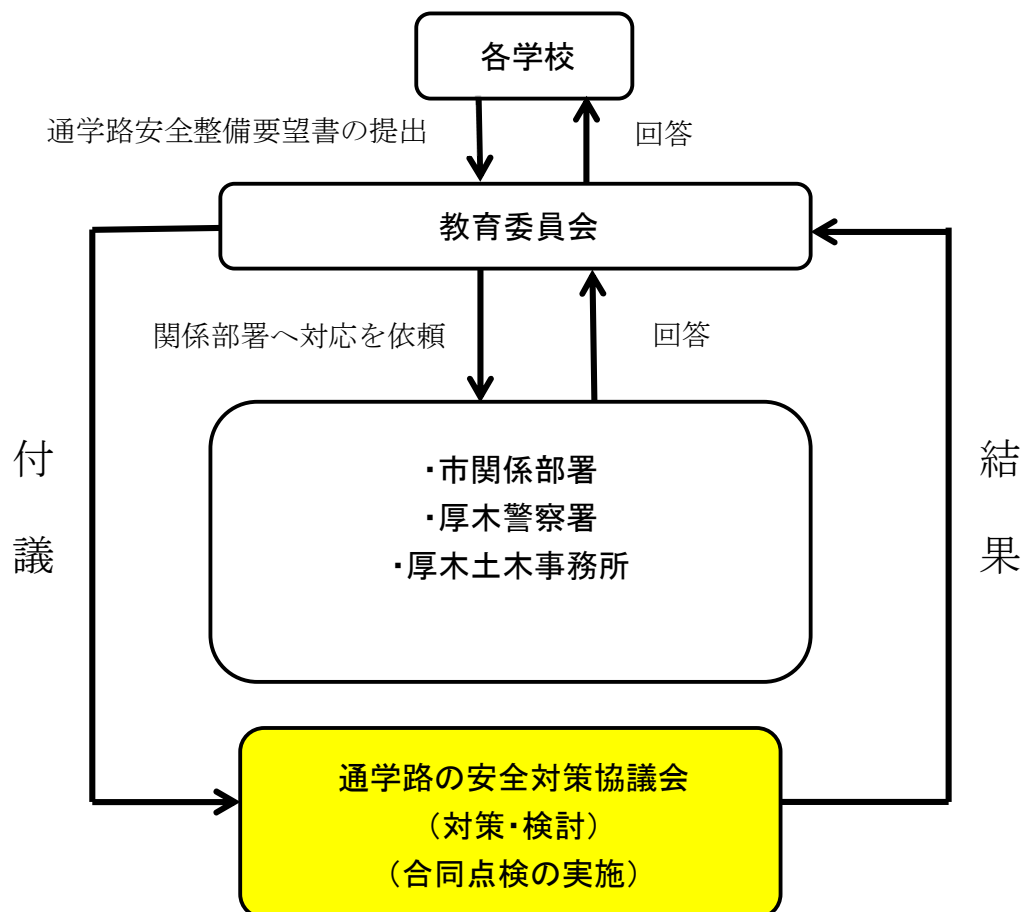 各学校
通学路安全整備要望書の提出
回答
教育委員会
関係部署へ対応を依頼
回答
・市関係部署
・厚木警察署
・厚木土木事務所
付議
結果
通学路の安全対策協議会
（対策・検討）
（合同点検の実施）